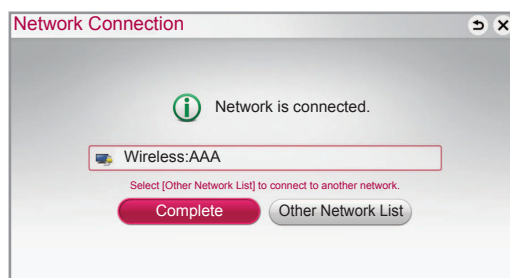 Network Connection
Network is connected.
Wireless:AAA
Select [Other Network List] to connect to another network.
Complete
Other Network List